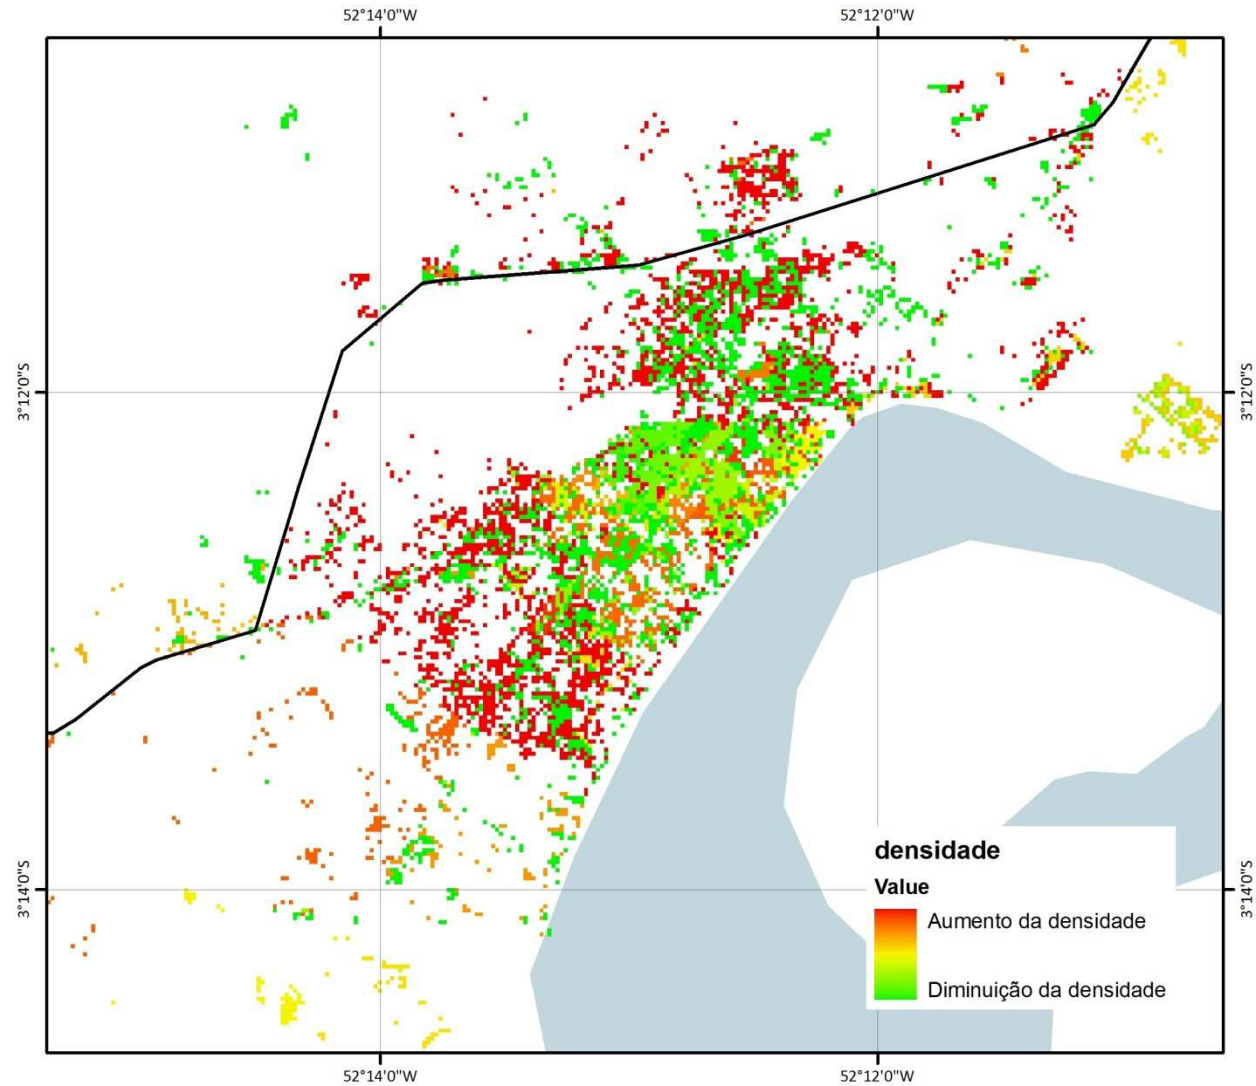 52°14'0"W
52°12'0"W
3°12'0"S
3°12'0"S
densidade
Value
Aumento da densidade
Diminuição da densidade
3°14'0"S
3°14'0"S
52°14'0"W
52°12'0"W